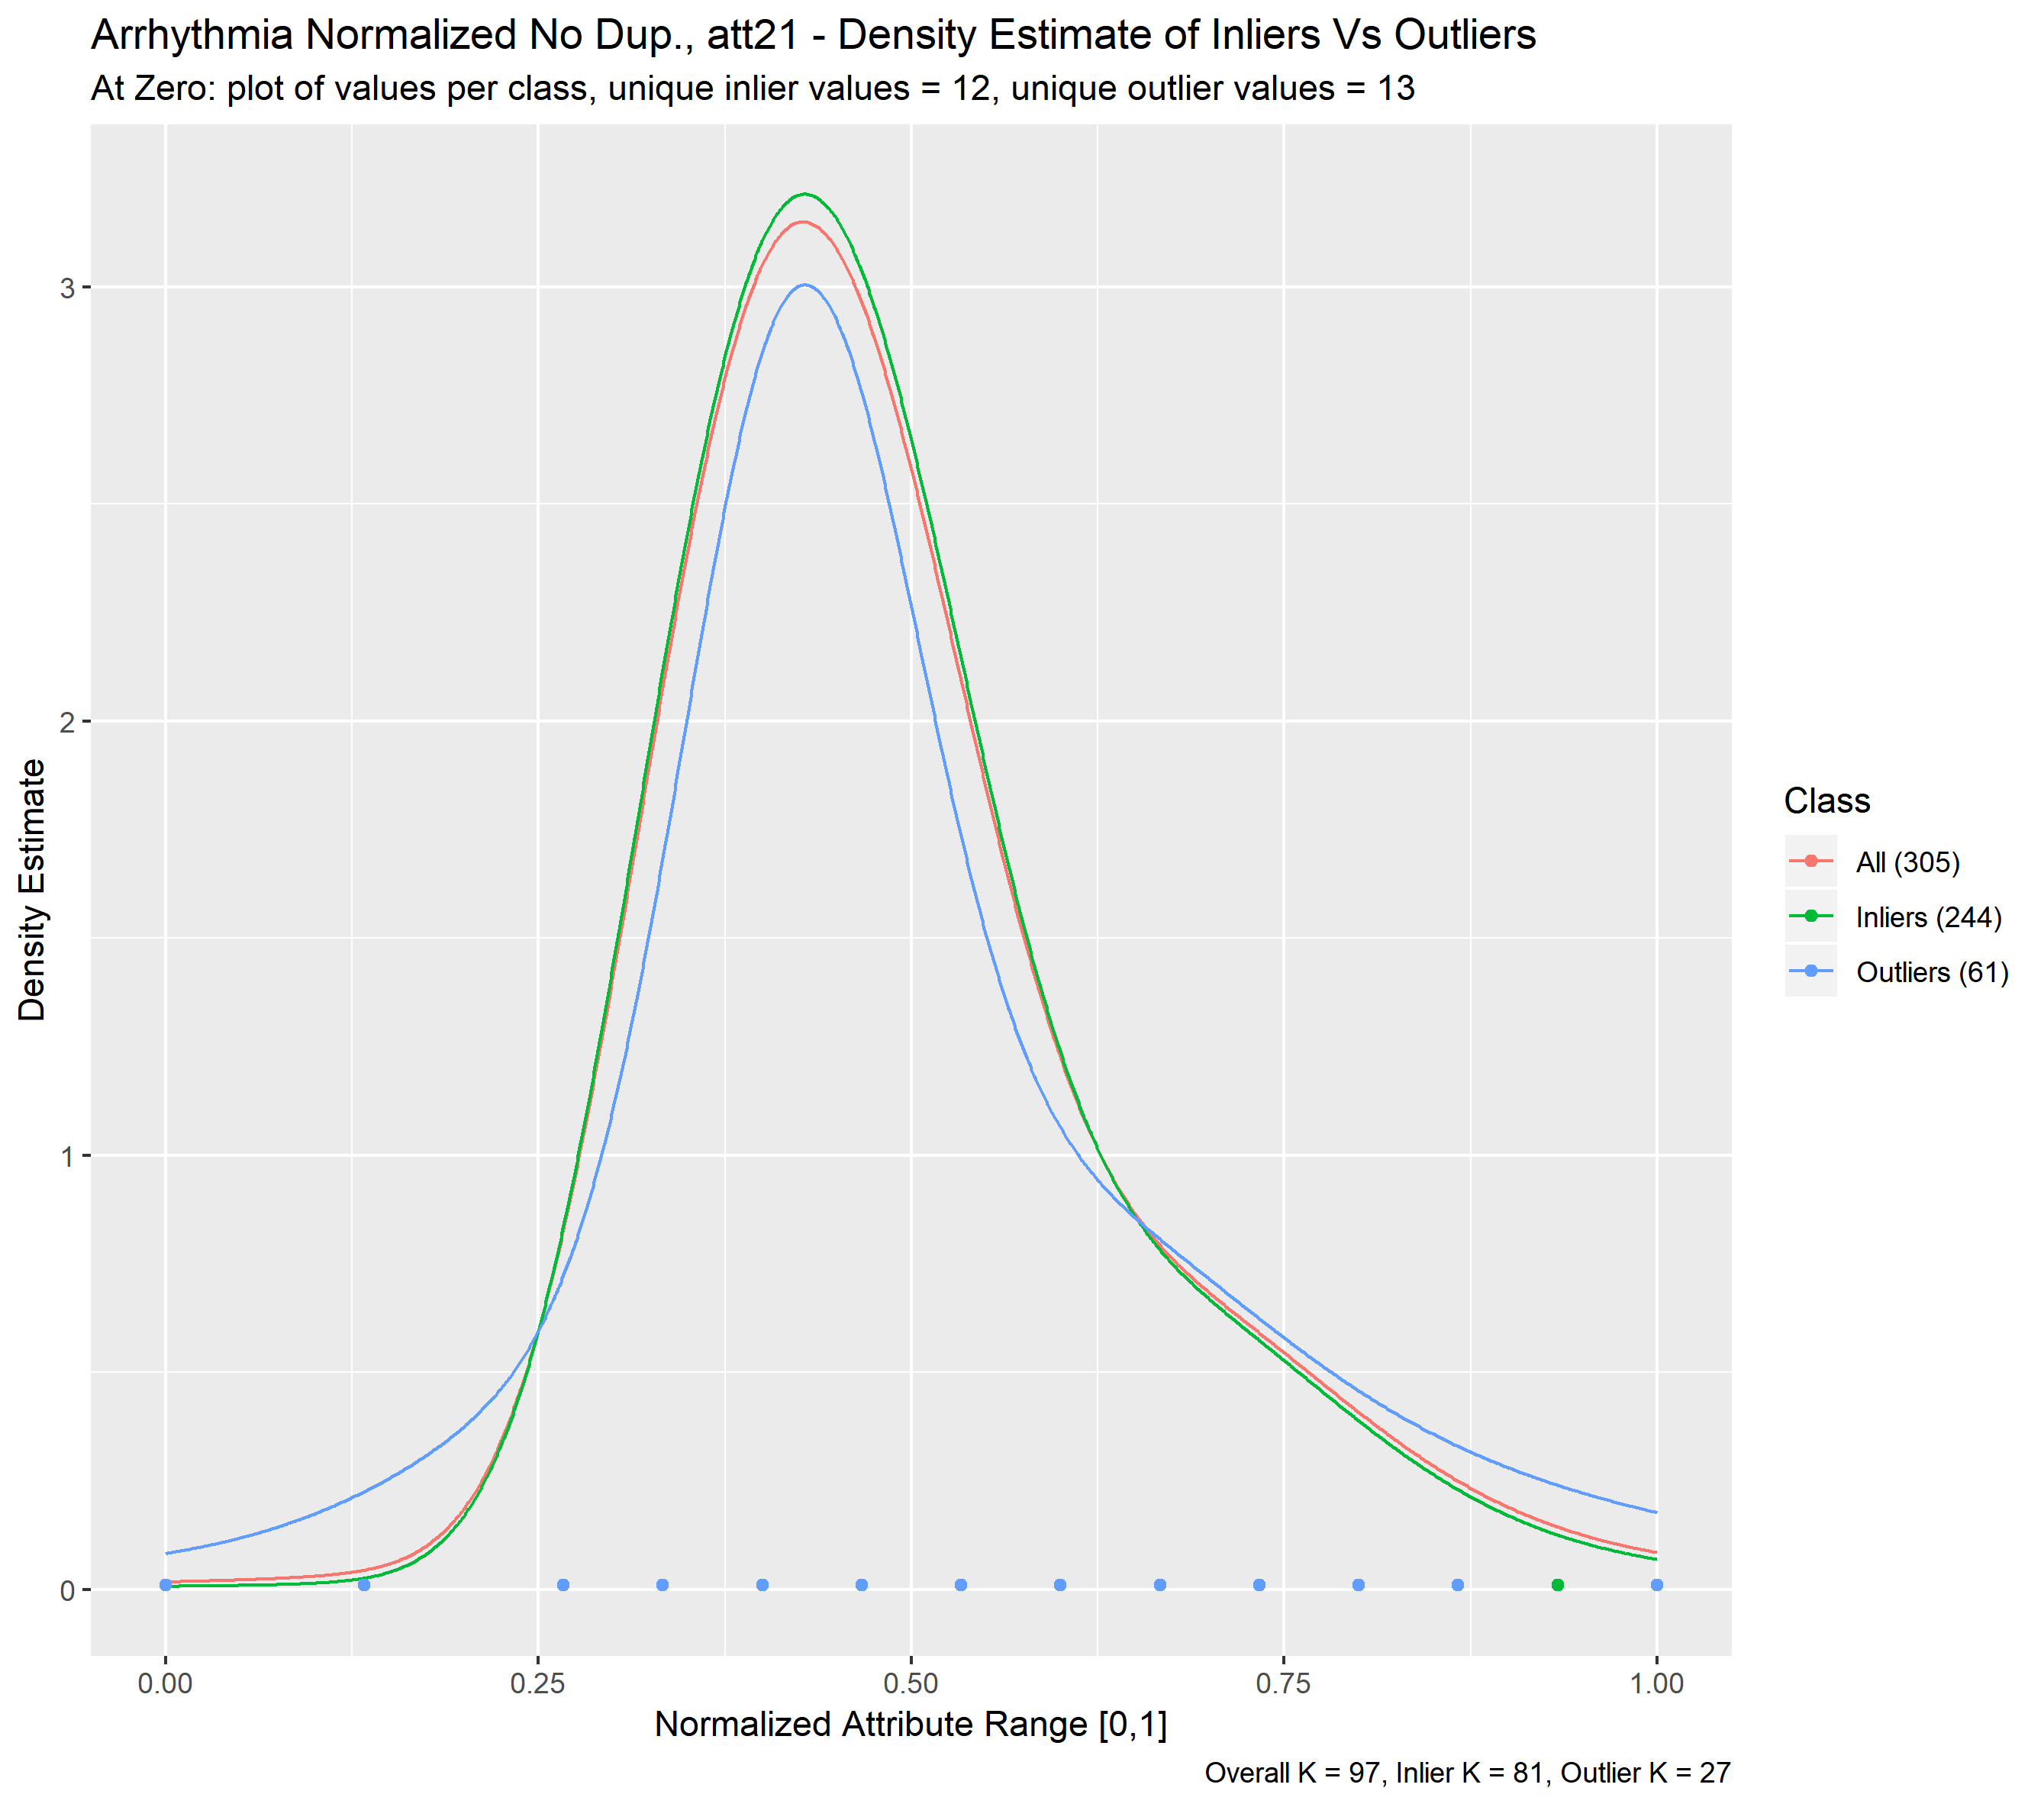 Arrhythmia Normalized No Dup., att21 - Density Estimate of Inliers Vs Outliers
At Zero: plot of values per class, unique inlier values = 12, unique outlier values = 13
Density Estimate
3
2
1
0
0.00 0.25 0.50 0.75 1.00
Normalized Attribute Range [0,1]
Class
All (305)
Inliers (244)
Outliers (61)
Overall K = 97, Inlier K = 81, Outlier K = 27